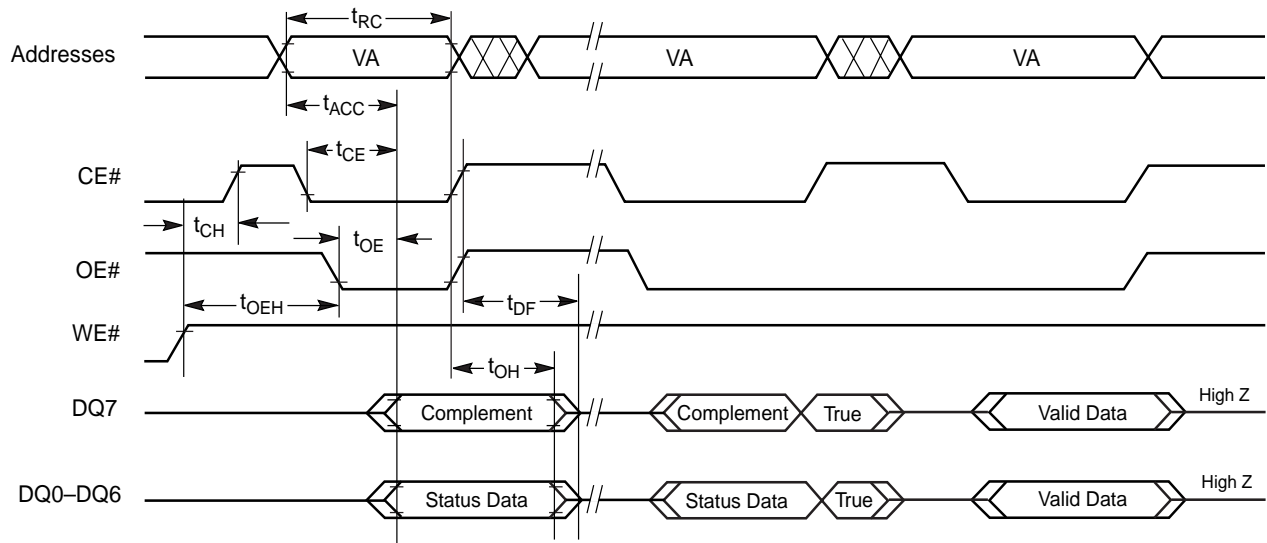 tRC
Addresses VA VA VA
tACC
tCE
CE#
tCH
tOE
OE#
tOEH tDF
WE#
tOH
DQ7 Complement Complement True Valid Data High Z
DQ0–DQ6 Status Data Status Data True Valid Data High Z